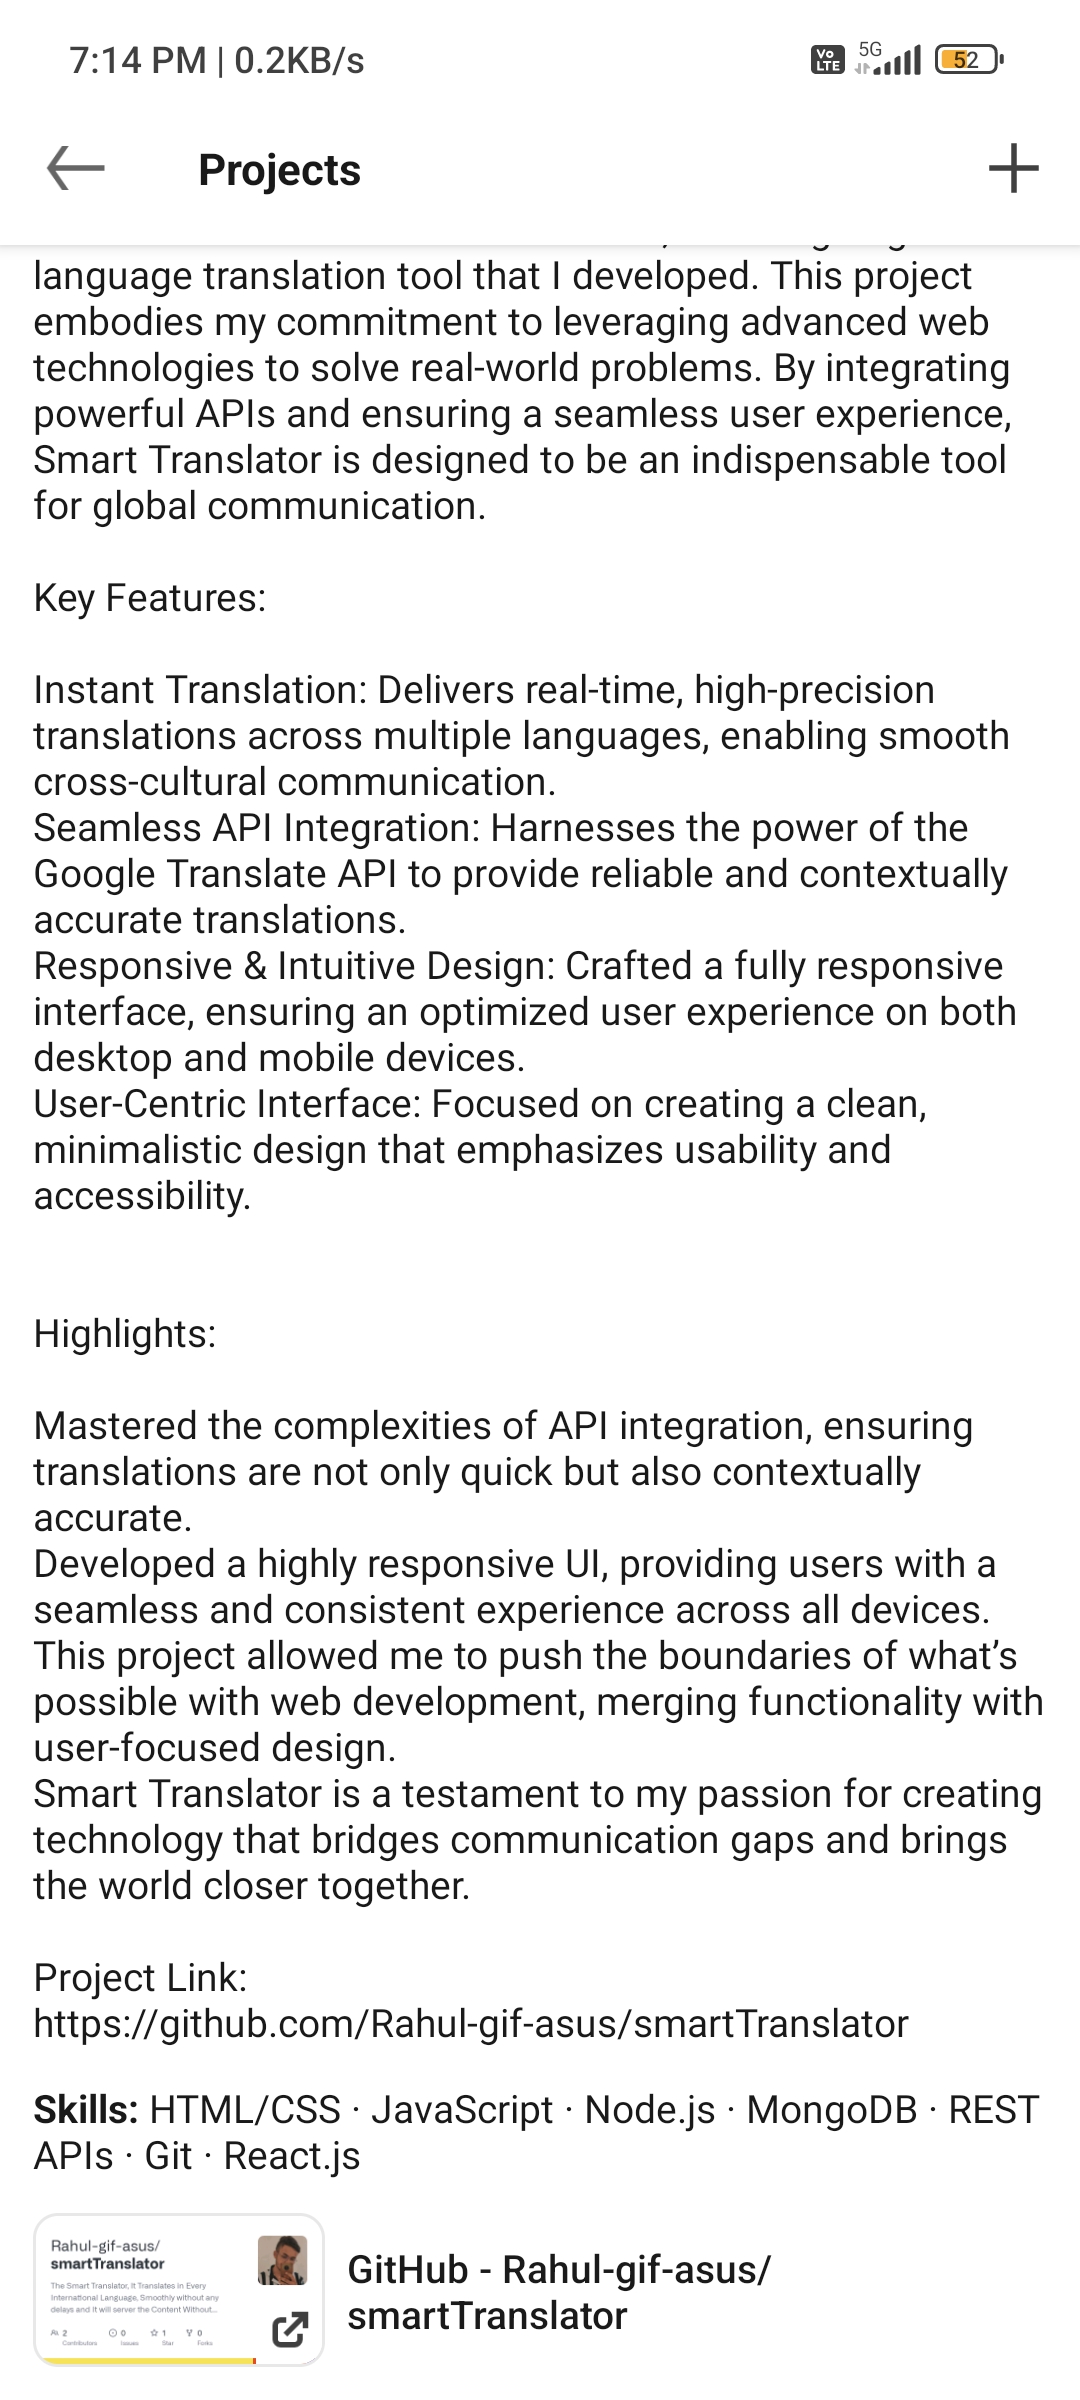 7:14 PM | 0.2KB/s
Vo LTE
5G
52
Projects
language translation tool that I developed. This project
embodies my commitment to leveraging advanced web
technologies to solve real-world problems. By integrating
powerful APIs and ensuring a seamless user experience,
Smart Translator is designed to be an indispensable tool
for global communication.
Key Features:
Instant Translation: Delivers real-time, high-precision
translations across multiple languages, enabling smooth
cross-cultural communication.
Seamless API Integration: Harnesses the power of the
Google Translate API to provide reliable and contextually
accurate translations.
Responsive & Intuitive Design: Crafted a fully responsive
interface, ensuring an optimized user experience on both
desktop and mobile devices.
User-Centric Interface: Focused on creating a clean,
minimalistic design that emphasizes usability and
accessibility.
Highlights:
Mastered the complexities of API integration, ensuring
translations are not only quick but also contextually
accurate.
Developed a highly responsive UI, providing users with a
seamless and consistent experience across all devices.
This project allowed me to push the boundaries of what’s
possible with web development, merging functionality with
user-focused design.
Smart Translator is a testament to my passion for creating
technology that bridges communication gaps and brings
the world closer together.
Project Link:
https://github.com/Rahul-gif-asus/smartTranslator
Skills: HTML/CSS · JavaScript · Node.js · MongoDB · REST
APIs · Git · React.js
Rahul-gif-asus/
smartTranslator
The Smart Translator, It Translates in Every
International Language, Smoothly without any
delays and It will server the Content Without...
2 0 1 0
Contributors Issues Star Forks
GitHub - Rahul-gif-asus/
smartTranslator